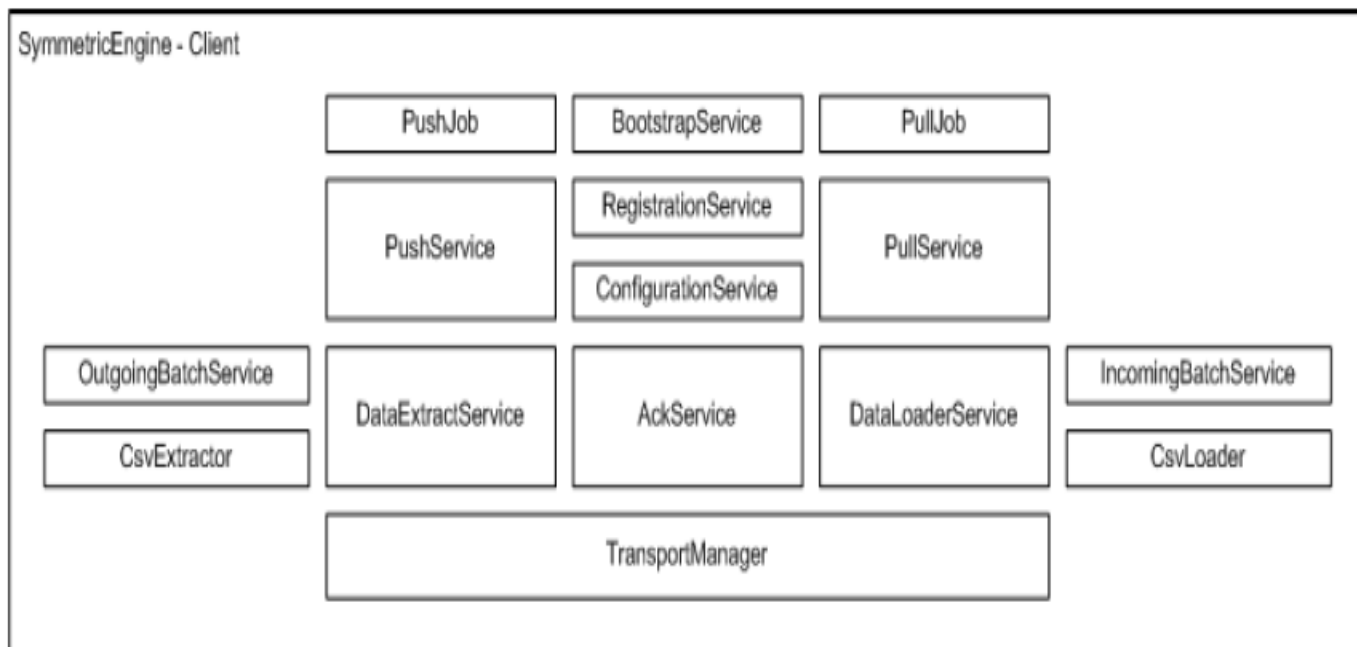 SymmetricEngine - Client
PushJob
BootstrapService
PullJob
PushService
RegistrationService
PullService
ConfigurationService
OutgoingBatchService
DataExtractService
AckService
DataLoaderService
IncomingBatchService
CsvExtractor
CsvLoader
TransportManager